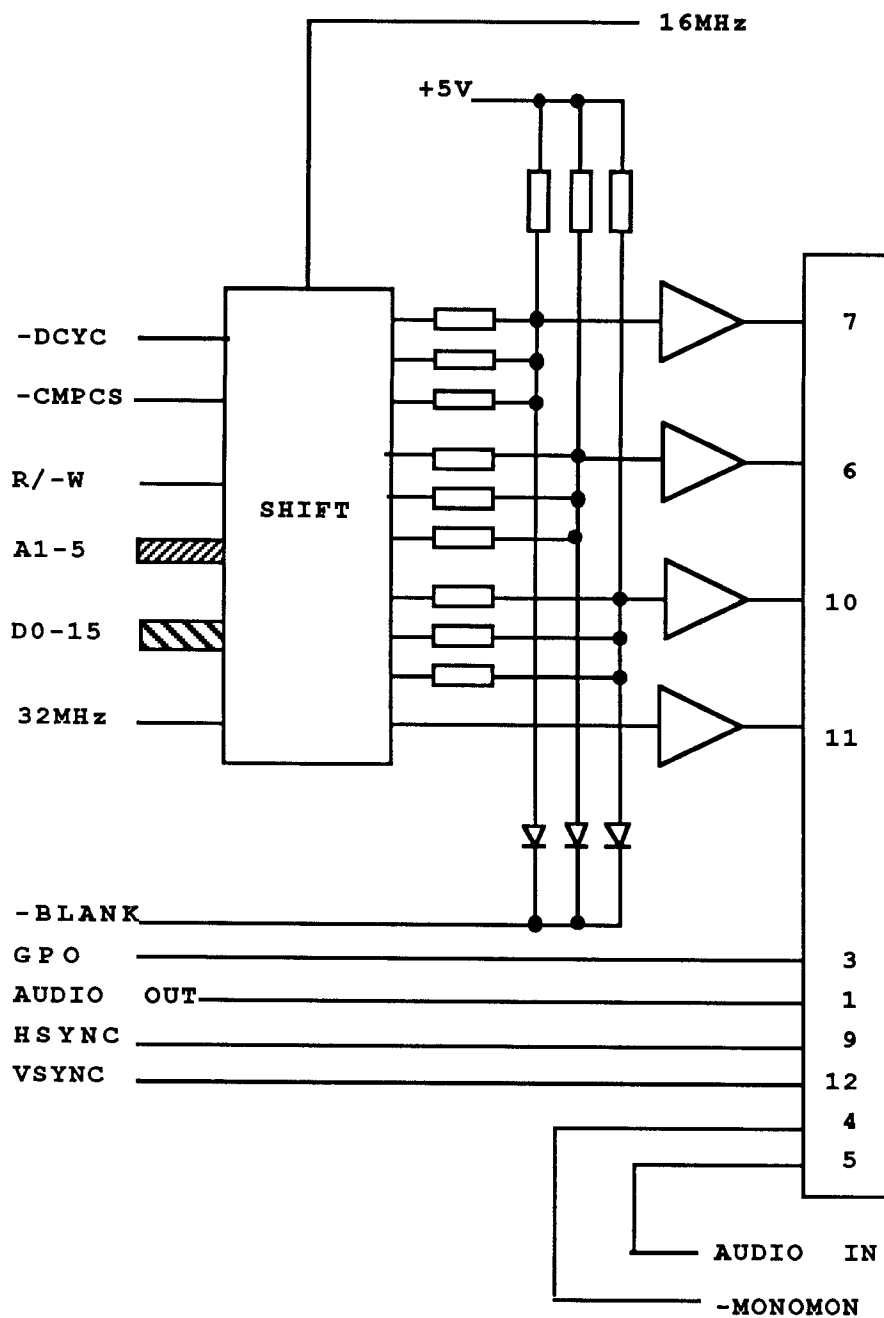 16MHz
+5V
-DCYC
7
-CMPCS
6
R/-W
SHIFT
A1-5
10
D0-15
32MHz
11
-BLANK
GPO
3
AUDIO OUT
1
HSYNC
9
VSYNC
12
4
5
AUDIO IN
-MONOMON